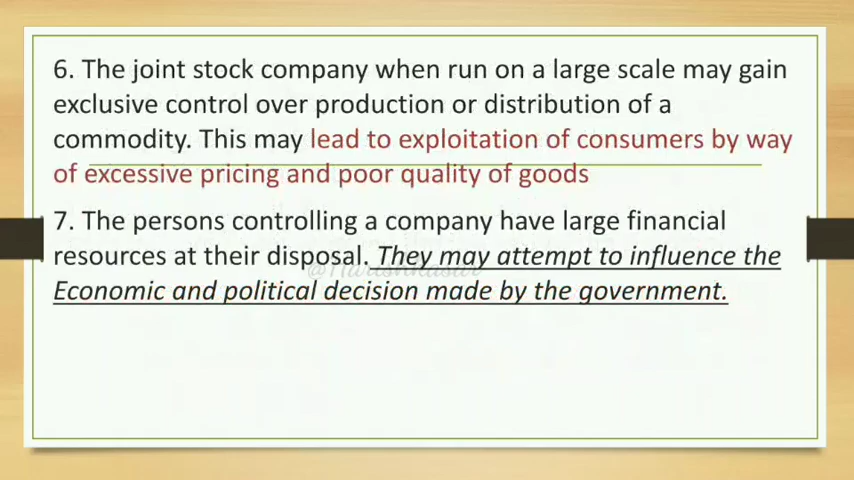 6. The joint stock company when run on a large scale may gain
exclusive control over production or distribution of a
commodity. This may lead to exploitation of consumers by way
of excessive pricing and poor quality of goods
7. The persons controlling a company have large financial
resources at their disposal. They may attempt to influence the
Economic and political decision made by the government.